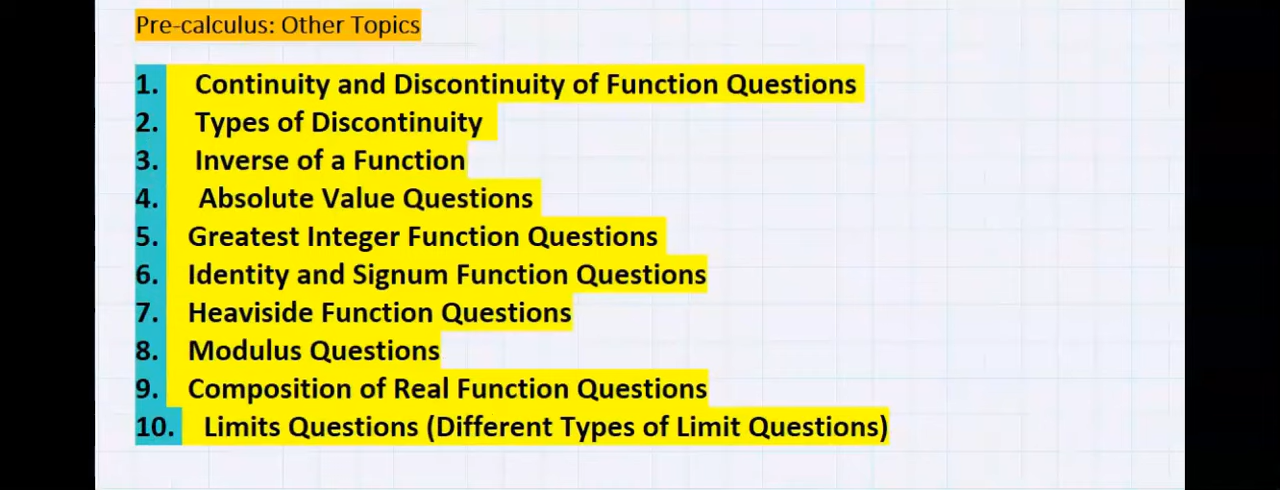 Pre-calculus: Other Topics
1. Continuity and Discontinuity of Function Questions
2. Types of Discontinuity
3. Inverse of a Function
4. Absolute Value Questions
5. Greatest Integer Function Questions
6. Identity and Signum Function Questions
7. Heaviside Function Questions
8. Modulus Questions
9. Composition of Real Function Questions
10. Limits Questions (Different Types of Limit Questions)